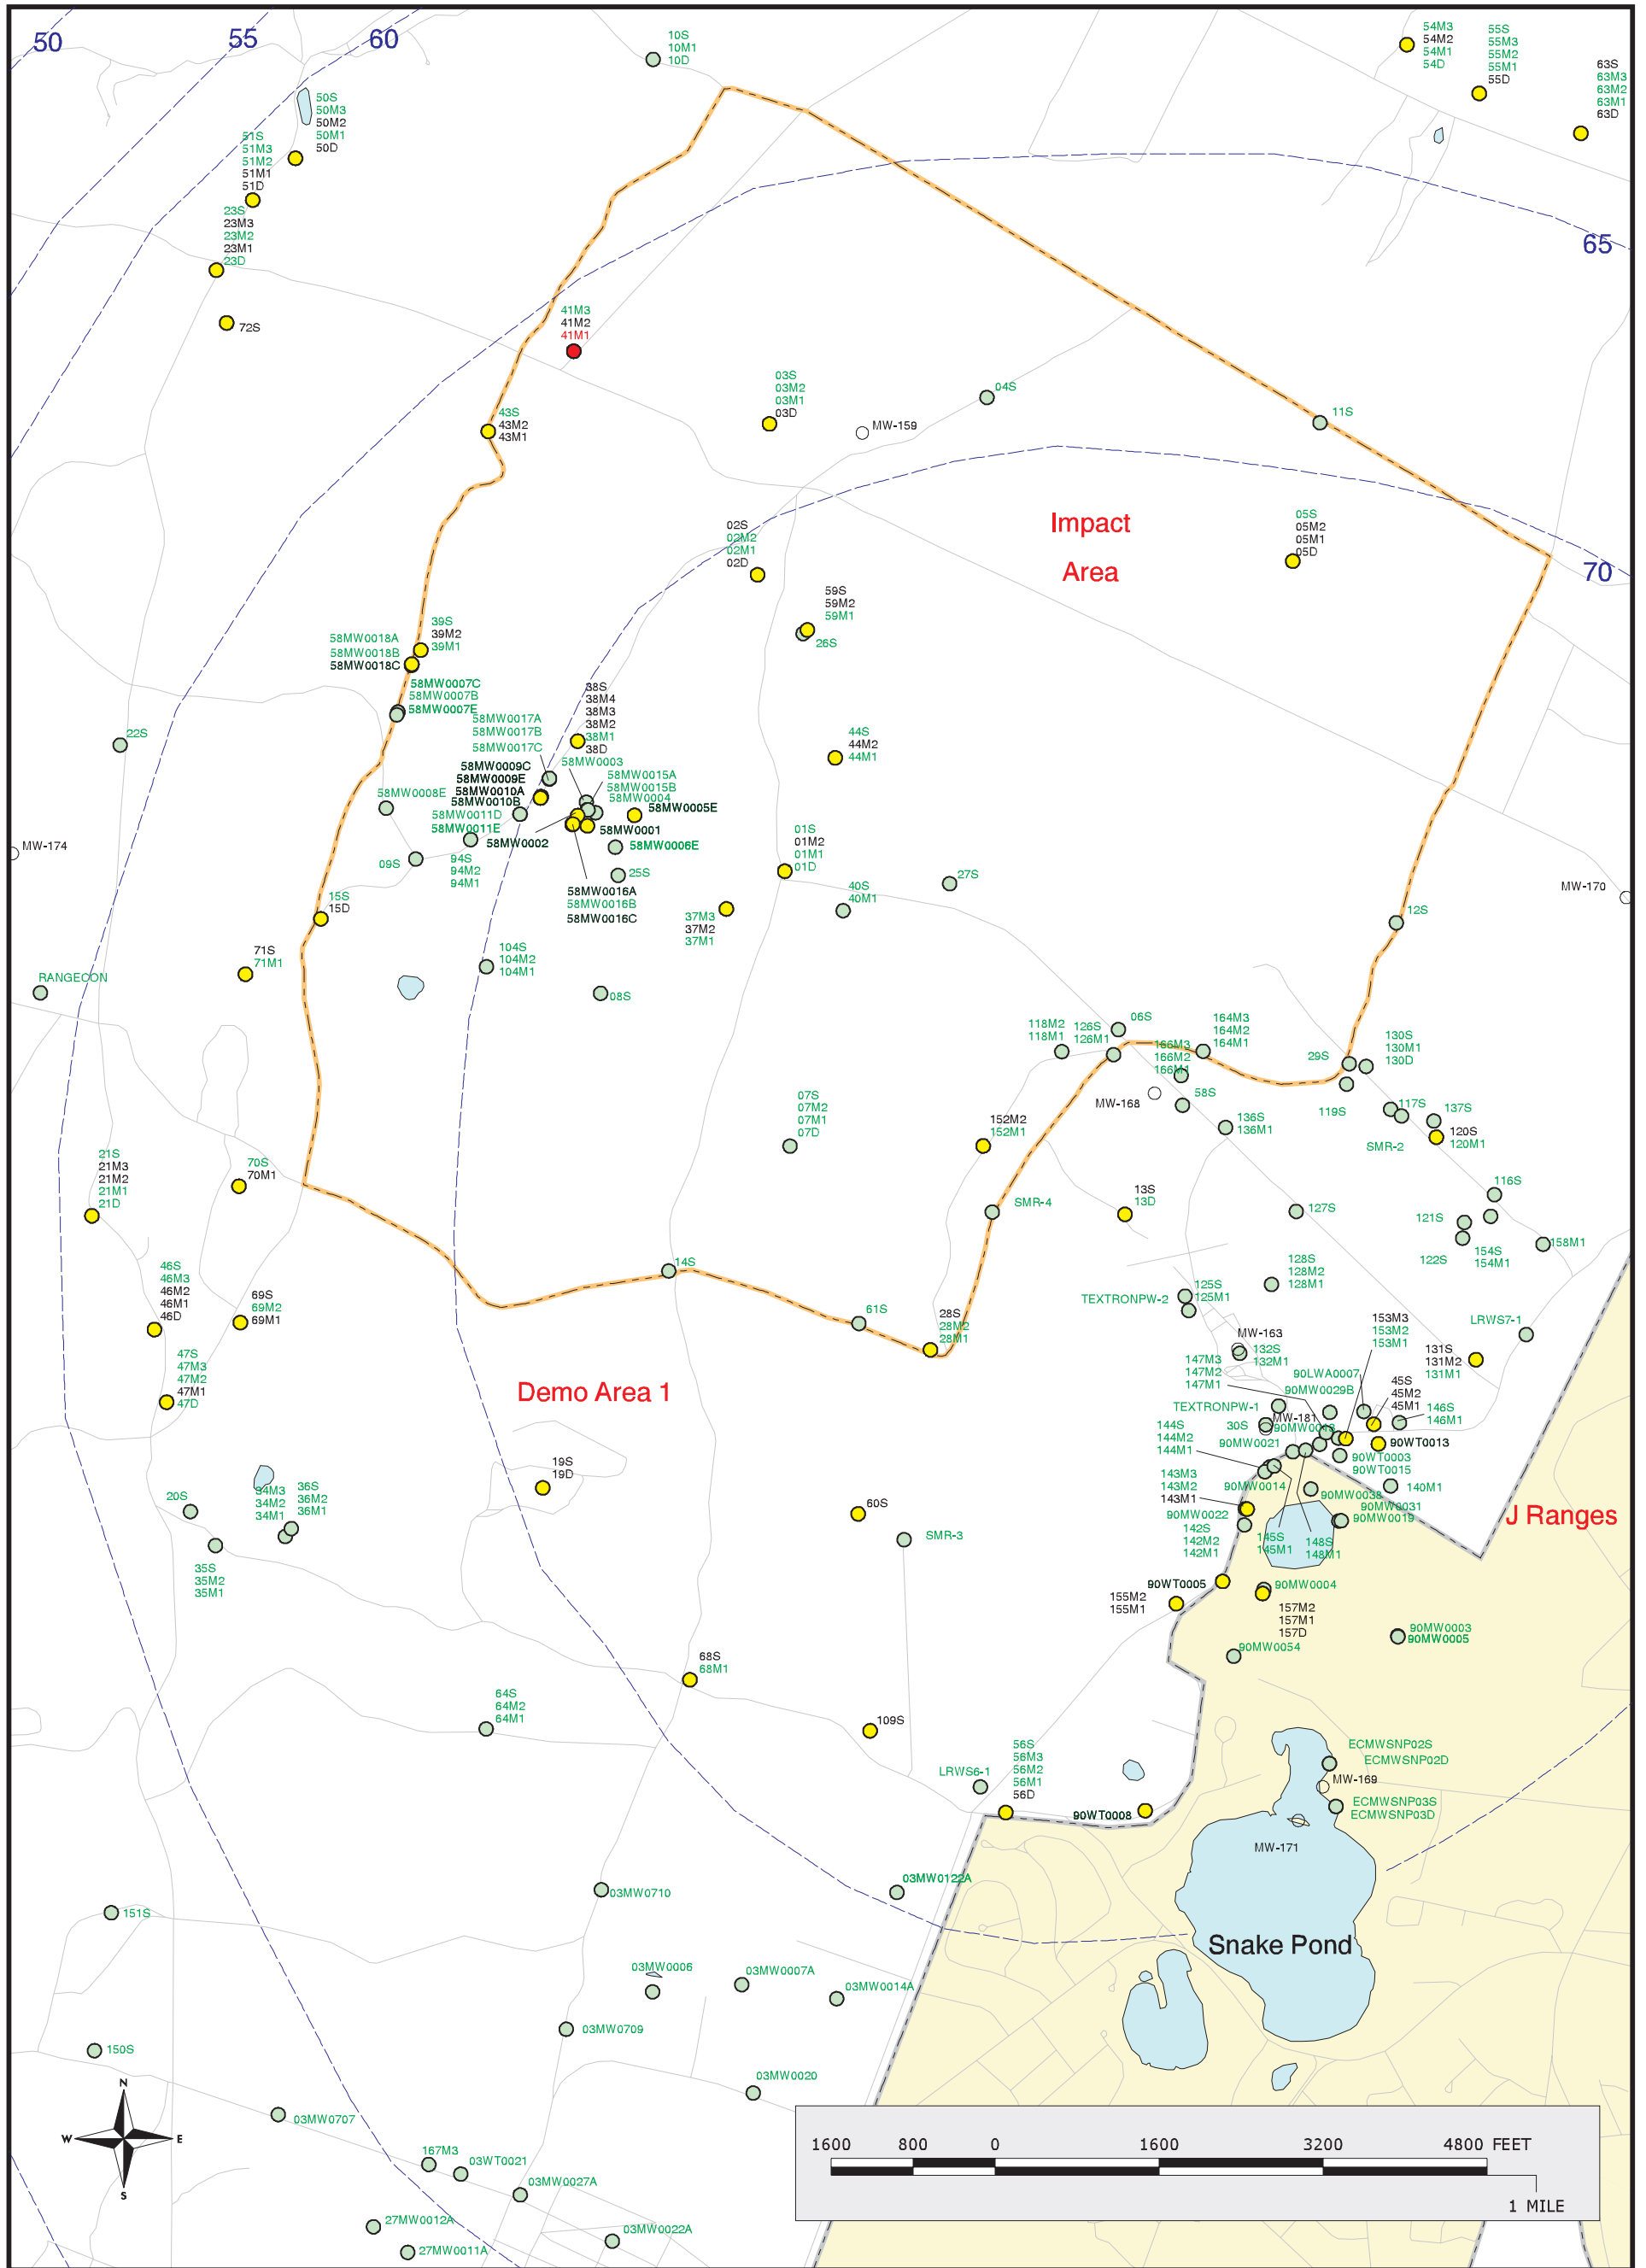 50
55
60
10S
10M1
10D
54M3
54M2
54M1
54D
55S
55M3
55M2
55M1
55D
63S
63M3
63M2
63M1
63D
50S
50M3
50M2
50M1
50D
51S
51M3
51M2
51M1
51D
23S
23M3
23M2
23M1
23D
65
72S
41M3
41M2
41M1
03S
03M2
03M1
03D
04S
MW-159
11S
43S
43M2
43M1
Impact
Area
02S
02M2
02M1
02D
05S
05M2
05M1
05D
70
59S
59M2
59M1
26S
39S
39M2
39M1
58MW0018A
58MW0018B
58MW0018C
58MW0007C
58MW0007B
58MW0007E
38S
38M4
38M3
38M2
38M1
38D
58MW0017A
58MW0017B
58MW0017C
22S
44S
44M2
44M1
58MW0003
58MW0009C
58MW0009E
58MW0010A
58MW0010B
58MW0011D
58MW0011E
58MW0015A
58MW0015B
58MW0004
58MW0008E
58MW0005E
58MW0002
58MW0001
58MW0006E
MW-174
09S
94S
94M2
94M1
25S
58MW0016A
58MW0016B
58MW0016C
01S
01M2
01M1
01D
27S
40S
40M1
MW-170
15S
15D
37M3
37M2
37M1
12S
71S
71M1
104S
104M2
104M1
RANGECON
08S
118M2
118M1
126S
126M1
06S
164M3
164M2
164M1
166M3
166M2
166M1
29S
130S
130M1
130D
MW-168
58S
119S
117S
137S
07S
07M2
07M1
07D
152M2
152M1
136S
136M1
SMR-2
120S
120M1
21S
21M3
21M2
21M1
21D
70S
70M1
13S
13D
116S
SMR-4
127S
121S
122S
154S
154M1
158M1
14S
46S
46M3
46M2
46M1
46D
69S
69M2
69M1
128S
128M2
128M1
125S
125M1
TEXTRONPW-2
61S
28S
28M2
28M1
153M3
153M2
153M1
LRWS7-1
MW-163
132S
132M1
131S
131M2
131M1
47S
47M3
47M2
47M1
47D
147M3
147M2
147M1
90LWA0007
90MW0029B
45S
45M2
45M1
Demo Area 1
TEXTRONPW-1
MW-181
146S
146M1
144S
144M2
144M1
30S
90MW0021
90WT0013
90WT0003
90WT0015
19S
19D
143M3
143M2
143M1
90MW0014
90MW0038
140M1
20S
34M3
34M2
34M1
36S
36M2
36M1
60S
90MW0022
142S
142M2
142M1
90MW0031
90MW0019
J Ranges
SMR-3
145S
145M1
148S
148M1
35S
35M2
35M1
90WT0005
90MW0004
155M2
155M1
157M2
157M1
157D
90MW0003
90MW0005
90MW0054
68S
68M1
64S
64M2
64M1
109S
56S
56M3
56M2
56M1
56D
ECMWSNP02S
ECMWSNP02D
LRWS6-1
MW-169
90WT0008
ECMWSNP03S
ECMWSNP03D
MW-171
03MW0122A
03MW0710
151S
Snake Pond
03MW0006
03MW0007A
03MW0014A
03MW0709
150S
03MW0020
N
W
E
S
03MW0707
167M3
03WT0021
03MW0027A
27MW0012A
03MW0022A
27MW0011A
1600 800 0 1600 3200 4800 FEET
1 MILE